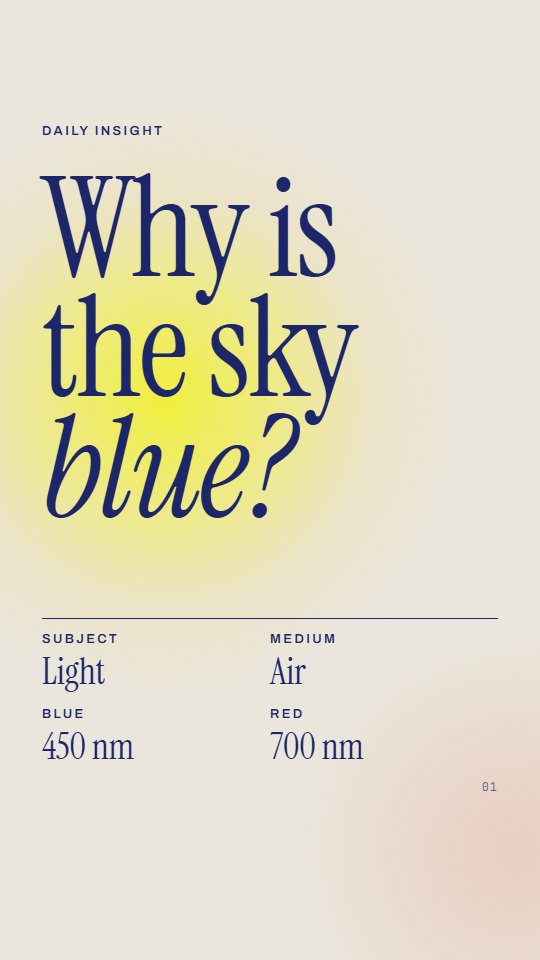 DAILY INSIGHT
Why is
the sky
blue?
SUBJECT
Light
MEDIUM
Air
BLUE
450 nm
RED
700 nm
01